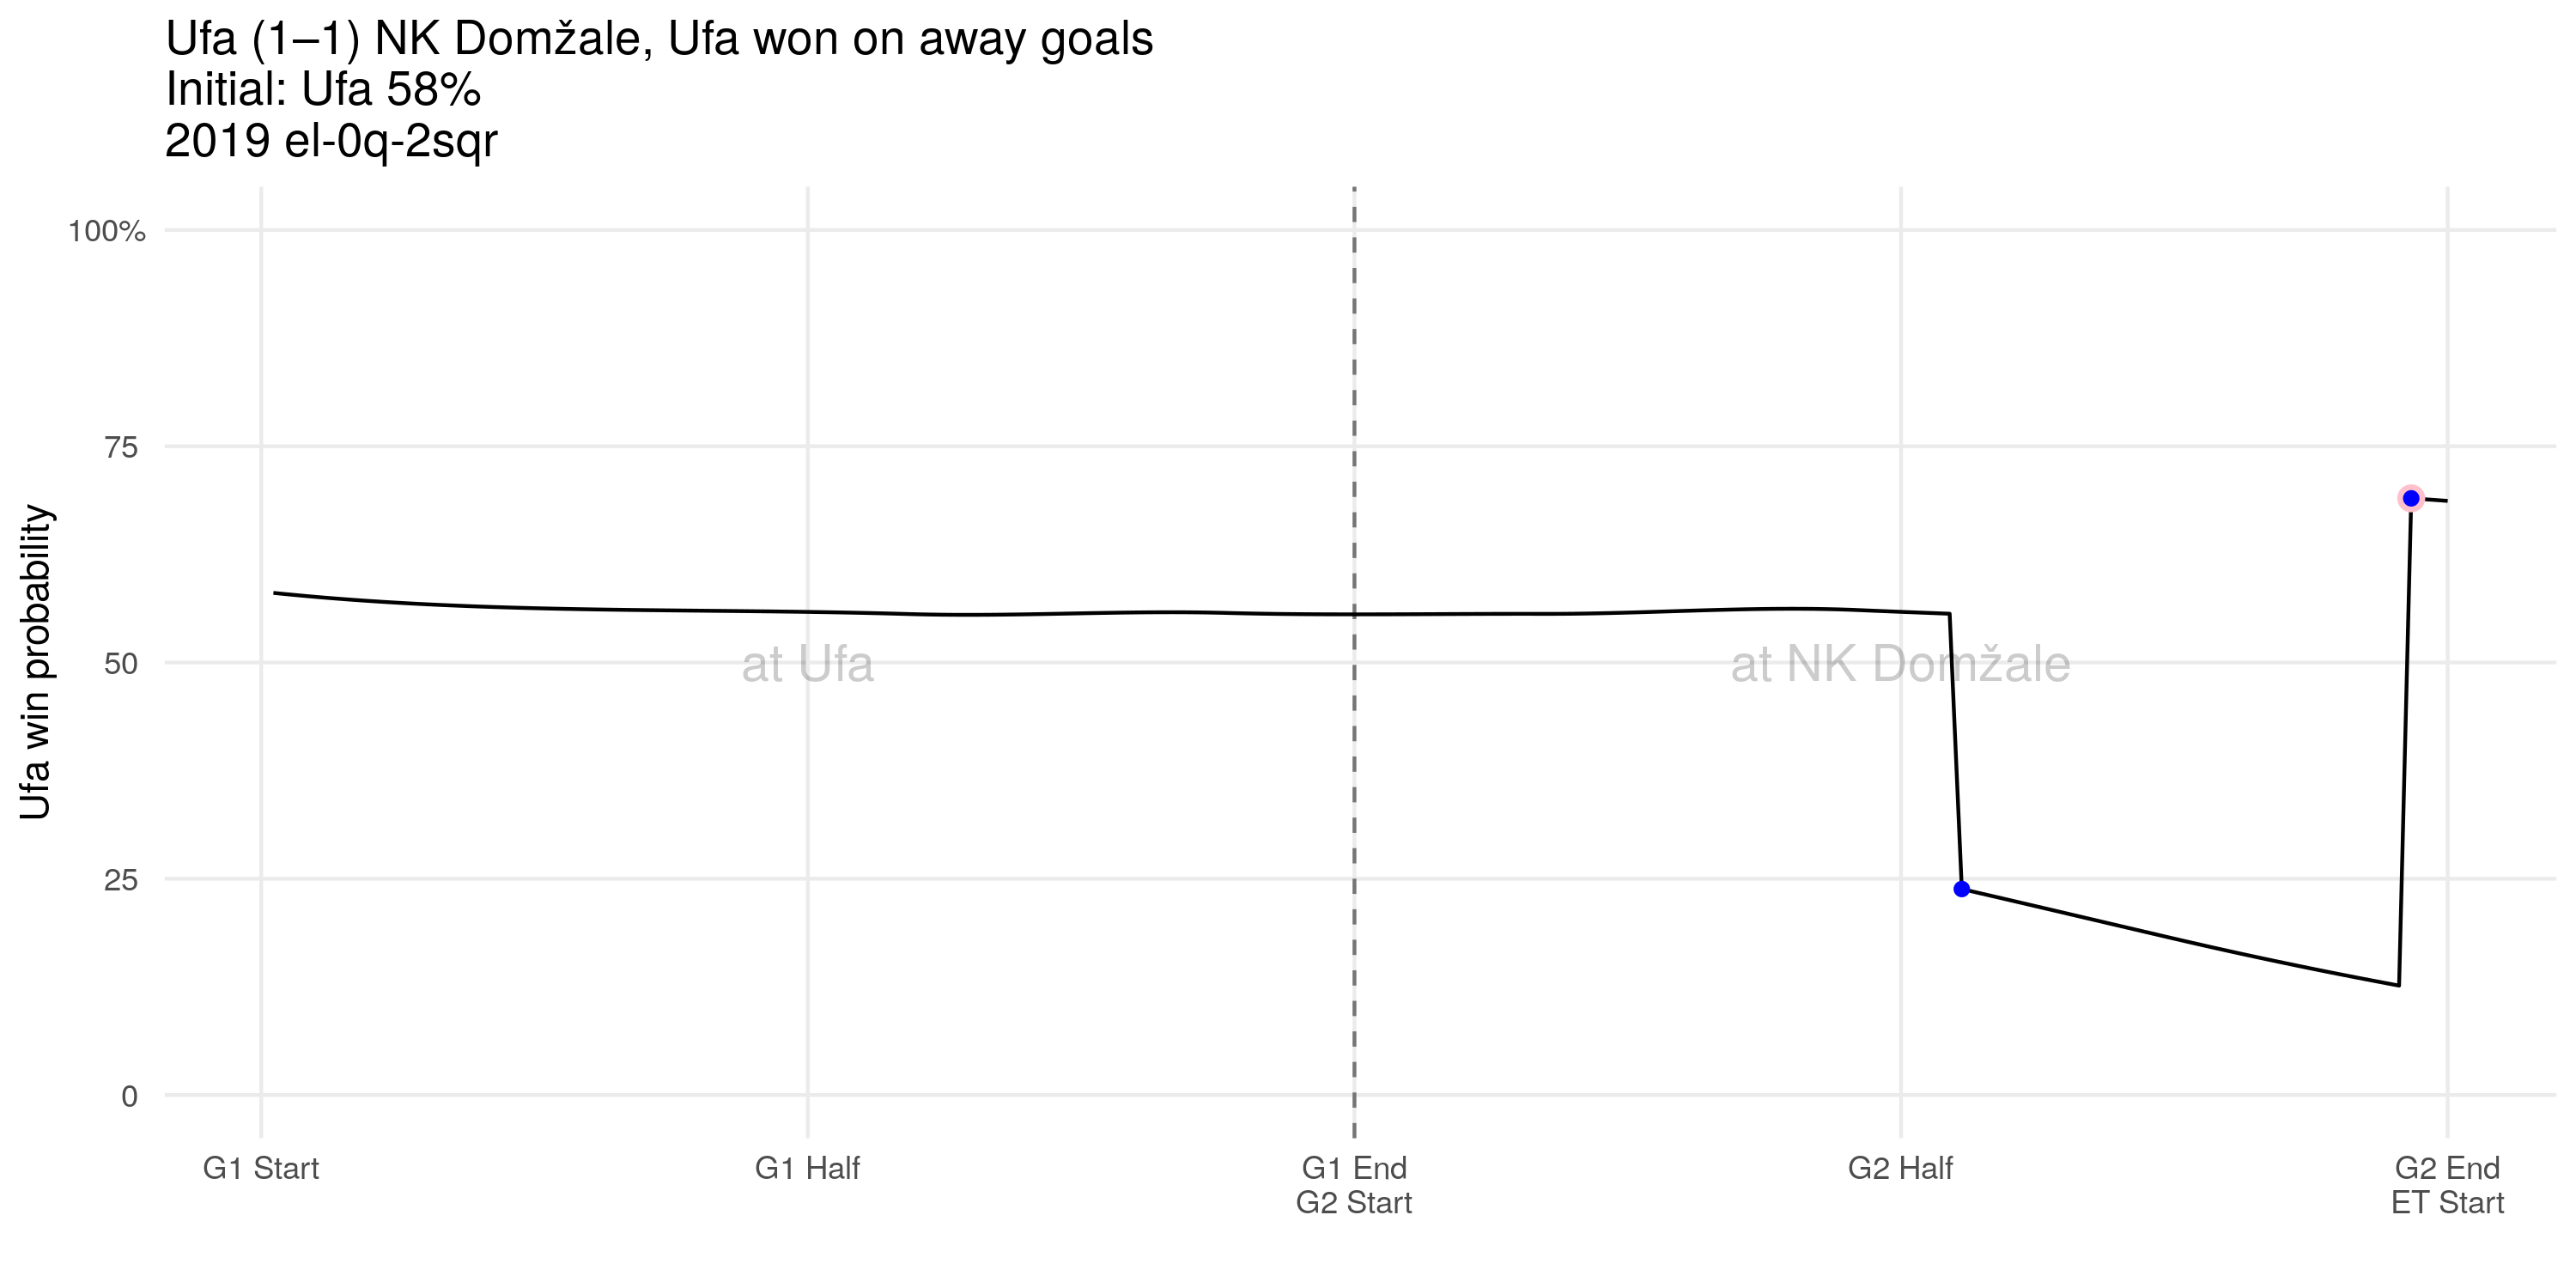 Ufa (1–1) NK Domžale, Ufa won on away goals
Initial: Ufa 58%
2019 el-0q-2sqr
Ufa win probability
100%
75
50
25
0
at Ufa
at NK Domžale
G1 Start
G1 Half
G1 End
G2 Start
G2 Half
G2 End
ET Start